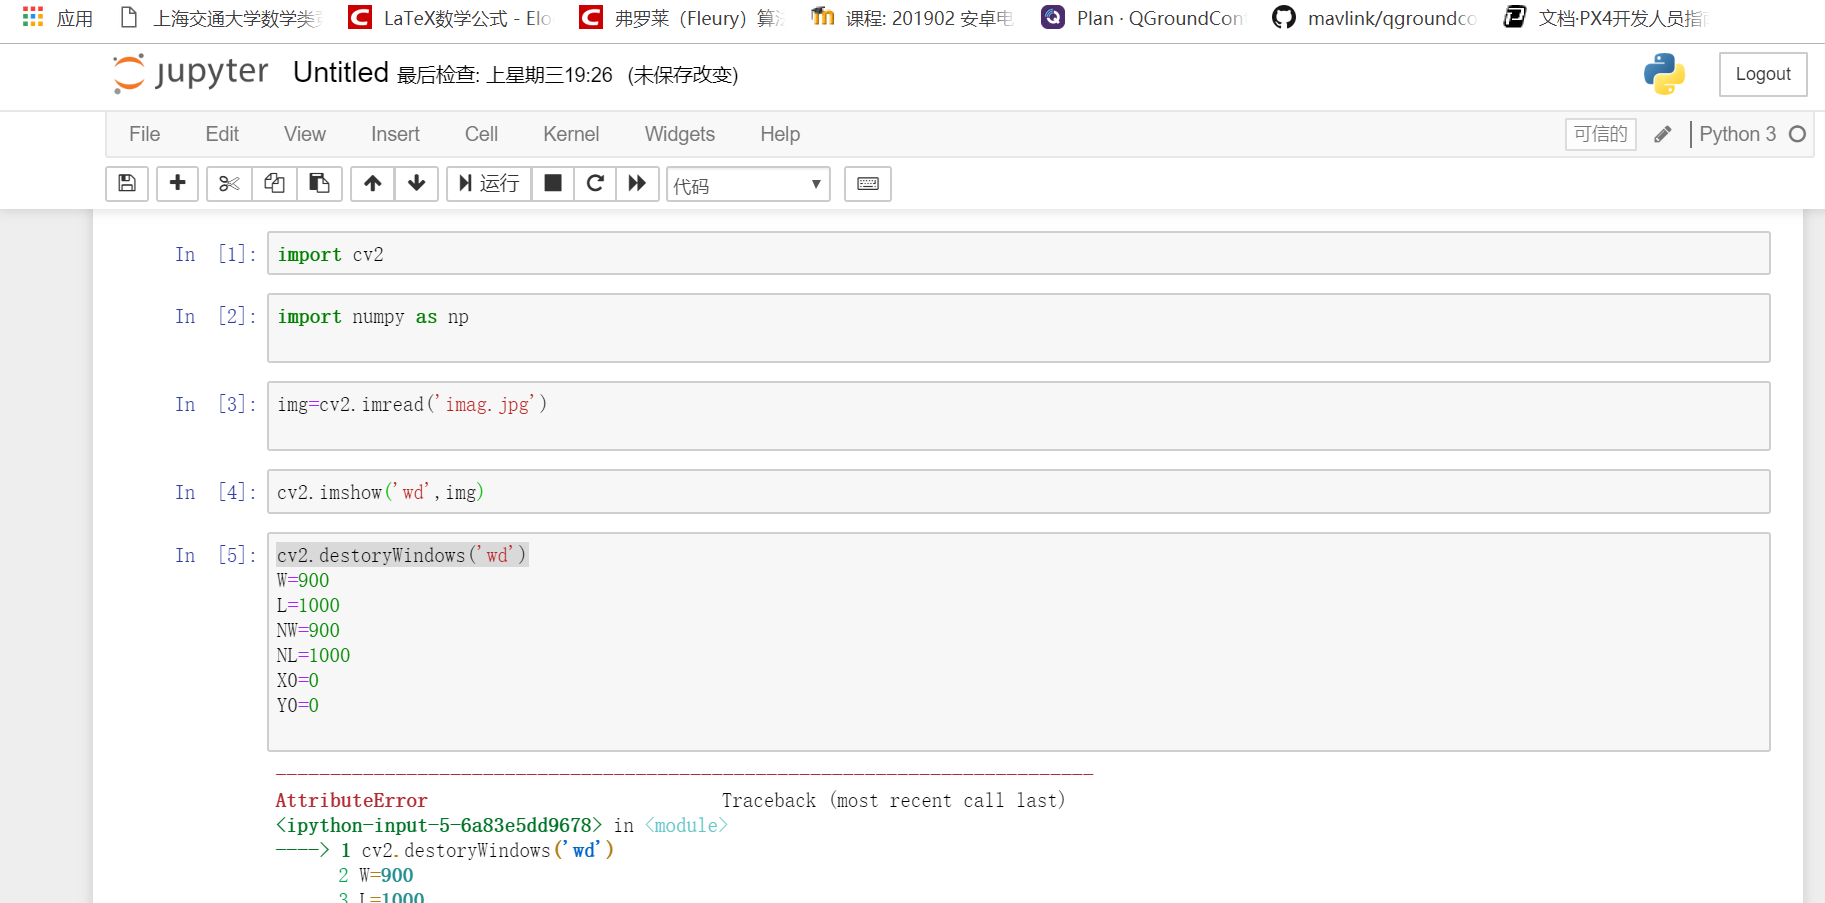 应用 上海交通大学数学类 LaTeX数学公式 - Elo 弗罗莱（Fleury）算 课程: 201902 安卓电 Plan · QGroundCon mavlink/qgroundco 文档·PX4开发人员指
jupyter Untitled 最后检查: 上星期三19:26 (未保存改变) Logout
File Edit View Insert Cell Kernel Widgets Help 可信的 Python 3
运行 代码
In [1]: import cv2
In [2]: import numpy as np
In [3]: img=cv2.imread('imag.jpg')
In [4]: cv2.imshow('wd',img)
In [5]: cv2.destoryWindows('wd')
W=900
L=1000
NW=900
NL=1000
X0=0
Y0=0
---------------------------------------------------------------------------
AttributeError Traceback (most recent call last)
<ipython-input-5-6a83e5dd9678> in <module>
----> 1 cv2.destoryWindows('wd')
2 W=900
3 L=1000